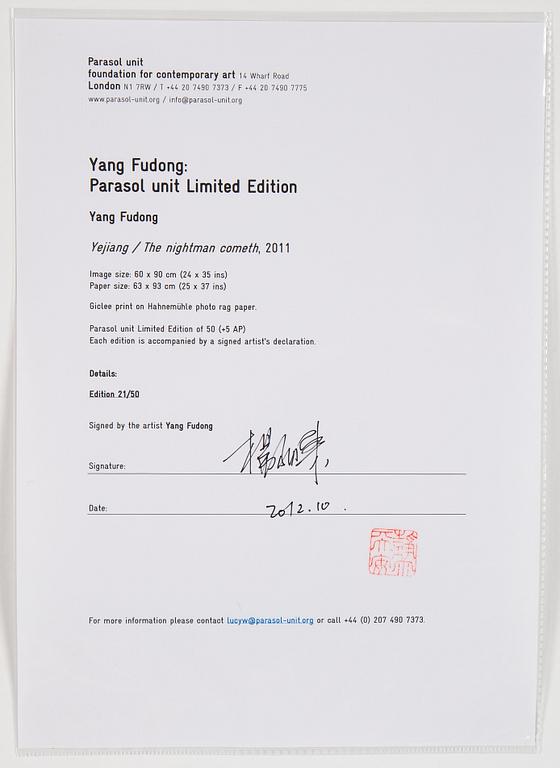 Parasol unit
foundation for contemporary art 14 Wharf Road
London N1 7RW / T +44 20 7490 7373 / F +44 20 7490 7775
www.parasol-unit.org / info@parasol-unit.org
Yang Fudong:
Parasol unit Limited Edition
Yang Fudong
Yejiang / The nightman cometh, 2011
Image size: 60 x 90 cm (24 x 35 ins)
Paper size: 63 x 93 cm (25 x 37 ins)
Giclee print on Hahnemühle photo rag paper.
Parasol unit Limited Edition of 50 (+5 AP)
Each edition is accompanied by a signed artist's declaration.
Details:
Edition 21/50
Signed by the artist Yang Fudong
Signature:
Date: 2012.10.
For more information please contact lucyw@parasol-unit.org or call +44 (0) 207 490 7373.